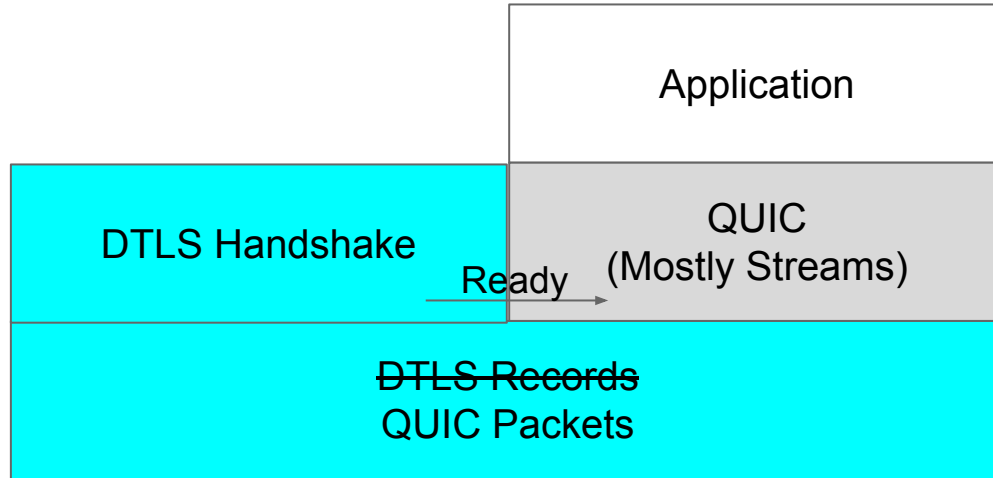 Application
DTLS Handshake
QUIC
(Mostly Streams)
Ready
DTLS Records
QUIC Packets